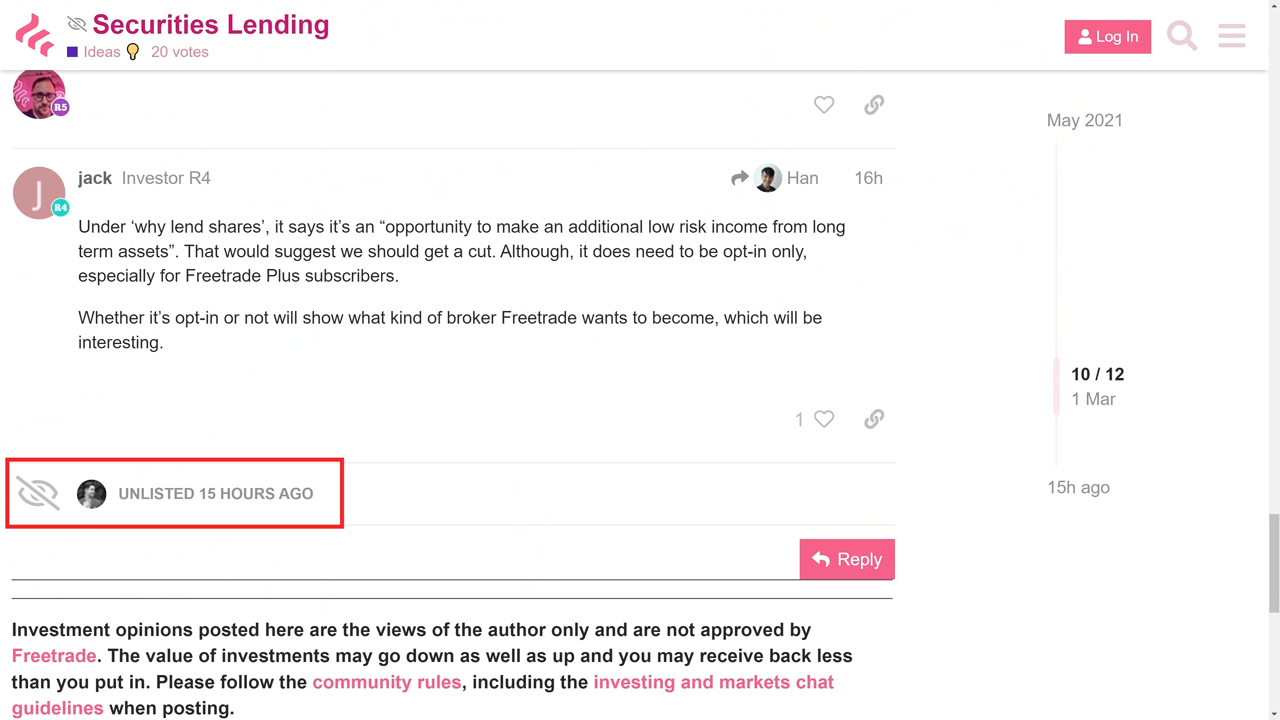 Securities Lending
Ideas 20 votes
Log In
R5
May 2021
J
R4
jack Investor R4
Han 16h
Under ‘why lend shares’, it says it’s an “opportunity to make an additional low risk income from long
term assets”. That would suggest we should get a cut. Although, it does need to be opt-in only,
especially for Freetrade Plus subscribers.
Whether it’s opt-in or not will show what kind of broker Freetrade wants to become, which will be
interesting.
10 / 12
1 Mar
1
15h ago
UNLISTED 15 HOURS AGO
Reply
Investment opinions posted here are the views of the author only and are not approved by
Freetrade. The value of investments may go down as well as up and you may receive back less
than you put in. Please follow the community rules, including the investing and markets chat
guidelines when posting.